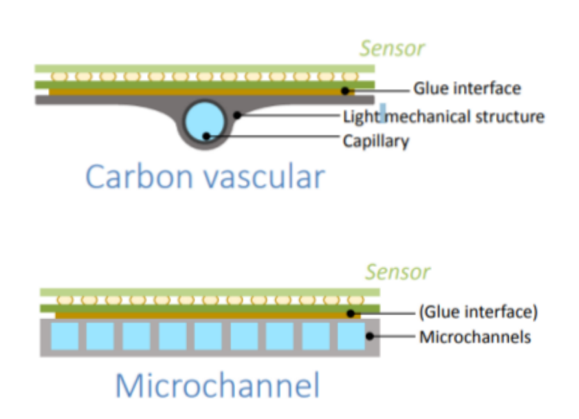 Sensor
Glue interface
Light mechanical structure
Capillary
Carbon vascular
Sensor
(Glue interface)
Microchannels
Microchannel